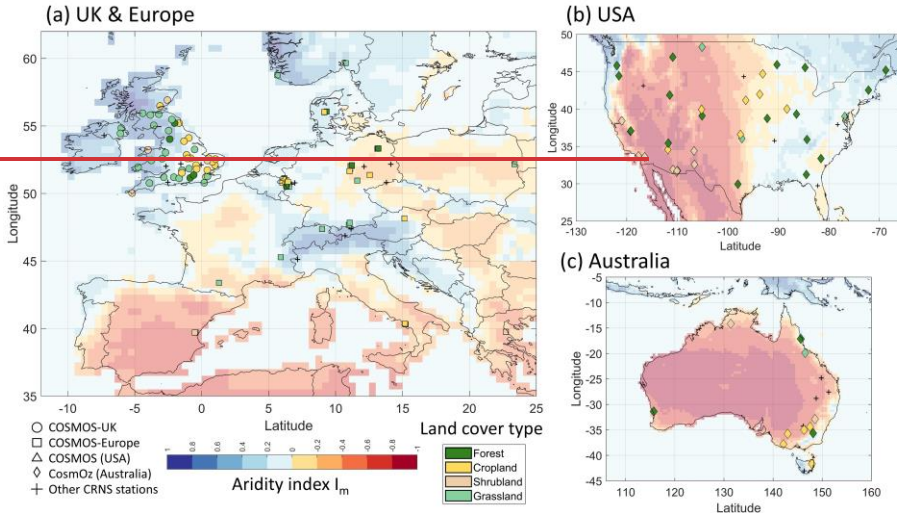 (a) UK & Europe
60
55
50
45
40
35
Longitude
-10 -5 0 5 10 15 20 25
Latitude
(b) USA
50
45
40
35
30
25
Longitude
-130 -120 -110 -100 -90 -80 -70
Latitude
(c) Australia
-5
-10
-15
-20
-25
-30
-35
-40
-45
Longitude
110 120 130 140 150 160
Latitude
COSMOS-UK
COSMOS-Europe
COSMOS (USA)
CosmOz (Australia)
Other CRNS stations
1 0.8 0.6 0.4 0.2 0 -0.2 -0.4 -0.6 -0.8 -1
Aridity index Im
Land cover type
Forest
Cropland
Shrubland
Grassland